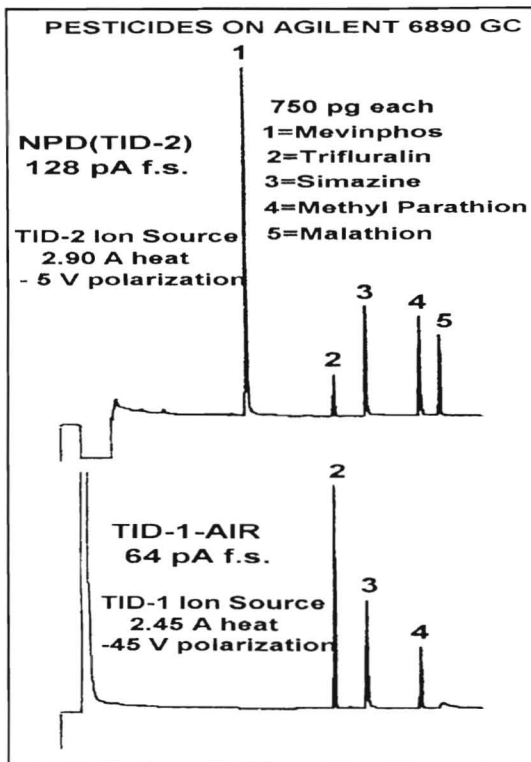 PESTICIDES ON AGILENT 6890 GC
1
NPD(TID-2)
128 pA f.s.
750 pg each
1=Mevinphos
2=Trifluralin
3=Simazine
4=Methyl Parathion
5=Malathion
TID-2 Ion Source
2.90 A heat
- 5 V polarization
2
3
4
5
TID-1-AIR
64 pA f.s.
TID-1 Ion Source
2.45 A heat
-45 V polarization
2
3
4